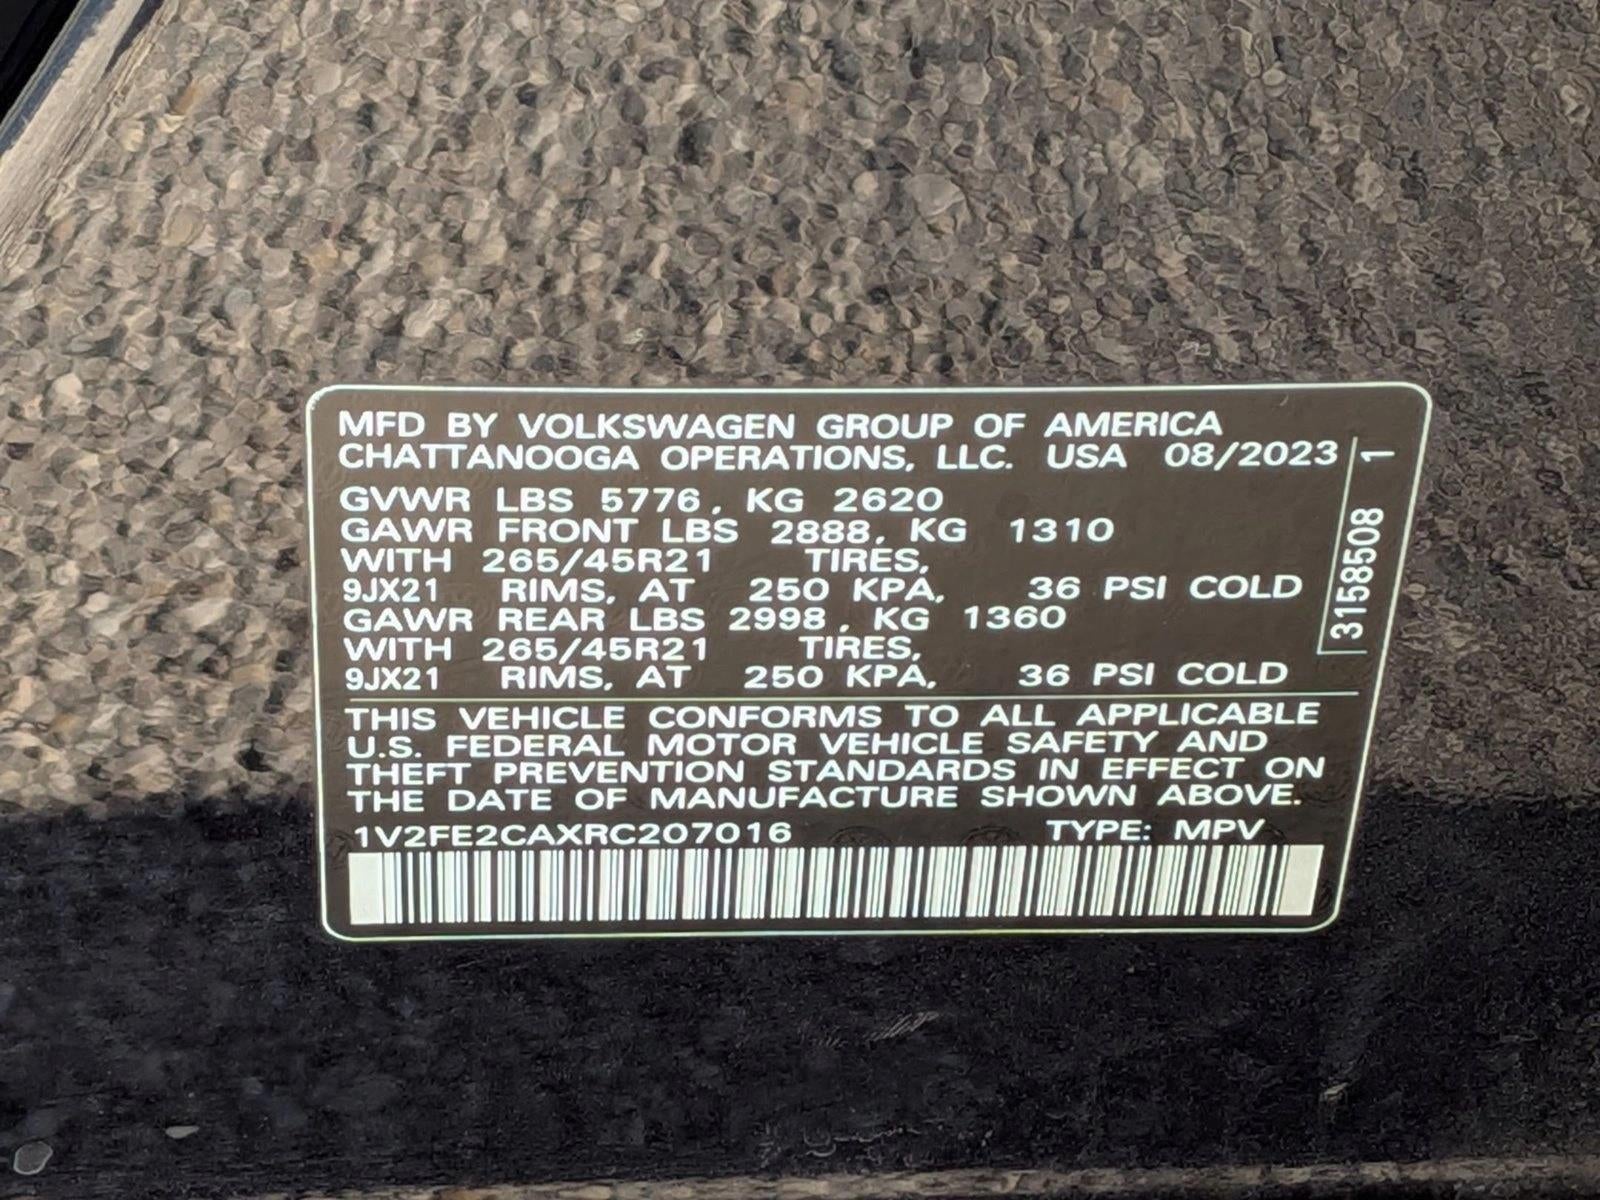 MFD BY VOLKSWAGEN GROUP OF AMERICA
CHATTANOOGA OPERATIONS, LLC. USA 08/2023
GVWR LBS 5776, KG 2620
GAWR FRONT LBS 2888, KG 1310
WITH 265/45R21 TIRES,
9JX21 RIMS, AT 250 KPA, 36 PSI COLD
GAWR REAR LBS 2998, KG 1360
WITH 265/45R21 TIRES,
9JX21 RIMS, AT 250 KPA, 36 PSI COLD
THIS VEHICLE CONFORMS TO ALL APPLICABLE
U.S. FEDERAL MOTOR VEHICLE SAFETY AND
THEFT PREVENTION STANDARDS IN EFFECT ON
THE DATE OF MANUFACTURE SHOWN ABOVE.
1V2FE2CAXRC207016 TYPE: MPV
3158508 1